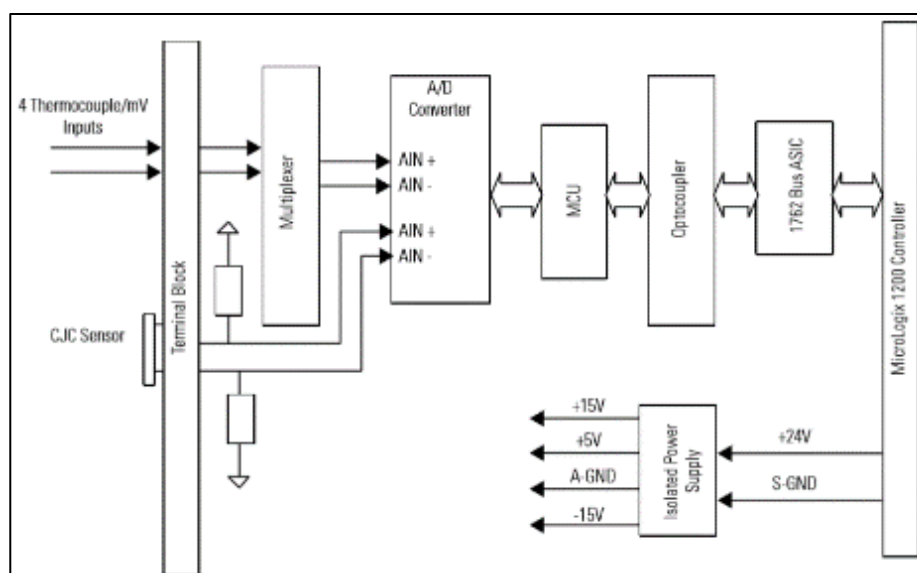 4 Thermocouple/mV
Inputs
Terminal Block
CJC Sensor
Multiplexer
A/D
Converter
AIN +
AIN -
AIN +
AIN -
MCU
Optocoupler
1762 Bus ASIC
MicroLogix 1200 Controller
+15V
+5V
A-GND
-15V
Isolated Power
Supply
+24V
S-GND